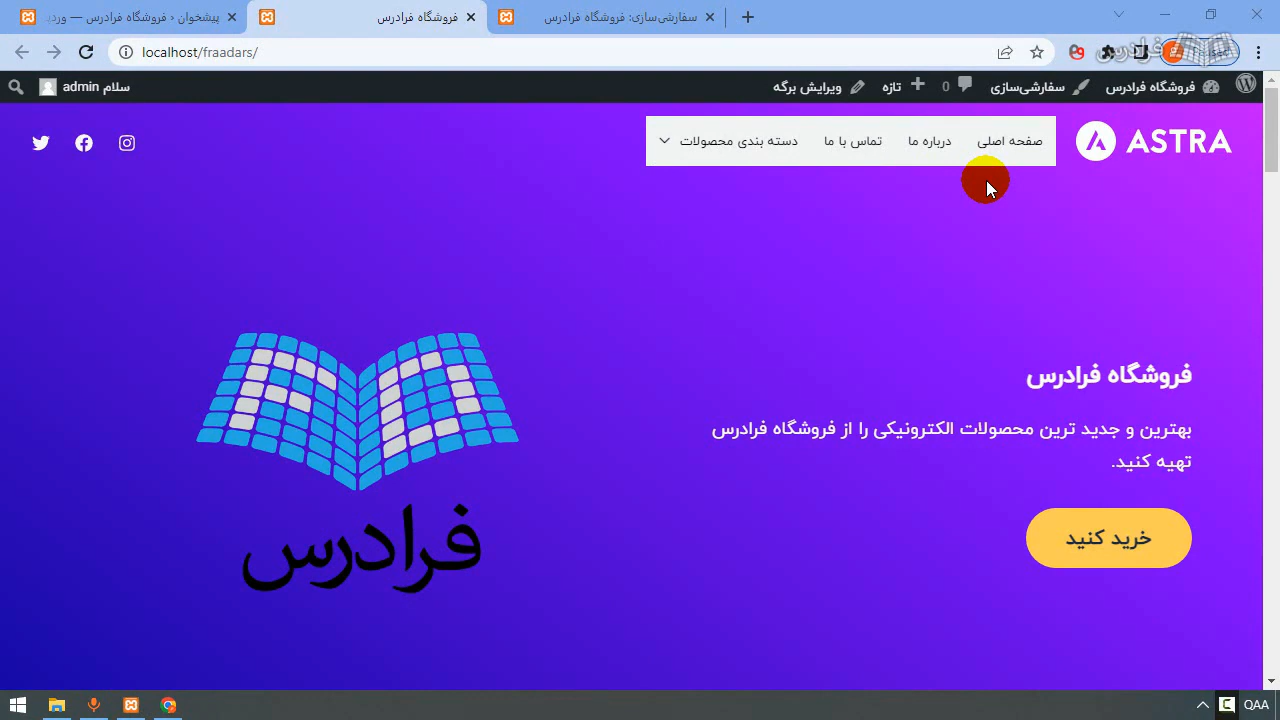 پیشخوان ‹ فروشگاه فرادرس — وردپ
فروشگاه فرادرس
سفارشی‌سازی: فروشگاه فرادرس
localhost/fraadars/
فرادرس
فروشگاه فرادرس
سفارشی‌سازی
0
تازه
ویرایش برگه
سلام admin
ASTRA
صفحه اصلی
درباره ما
تماس با ما
دسته بندی محصولات
فروشگاه فرادرس
بهترین و جدید ترین محصولات الکترونیکی را از فروشگاه فرادرس
تهیه کنید.
خرید کنید
فرادرس
QAA